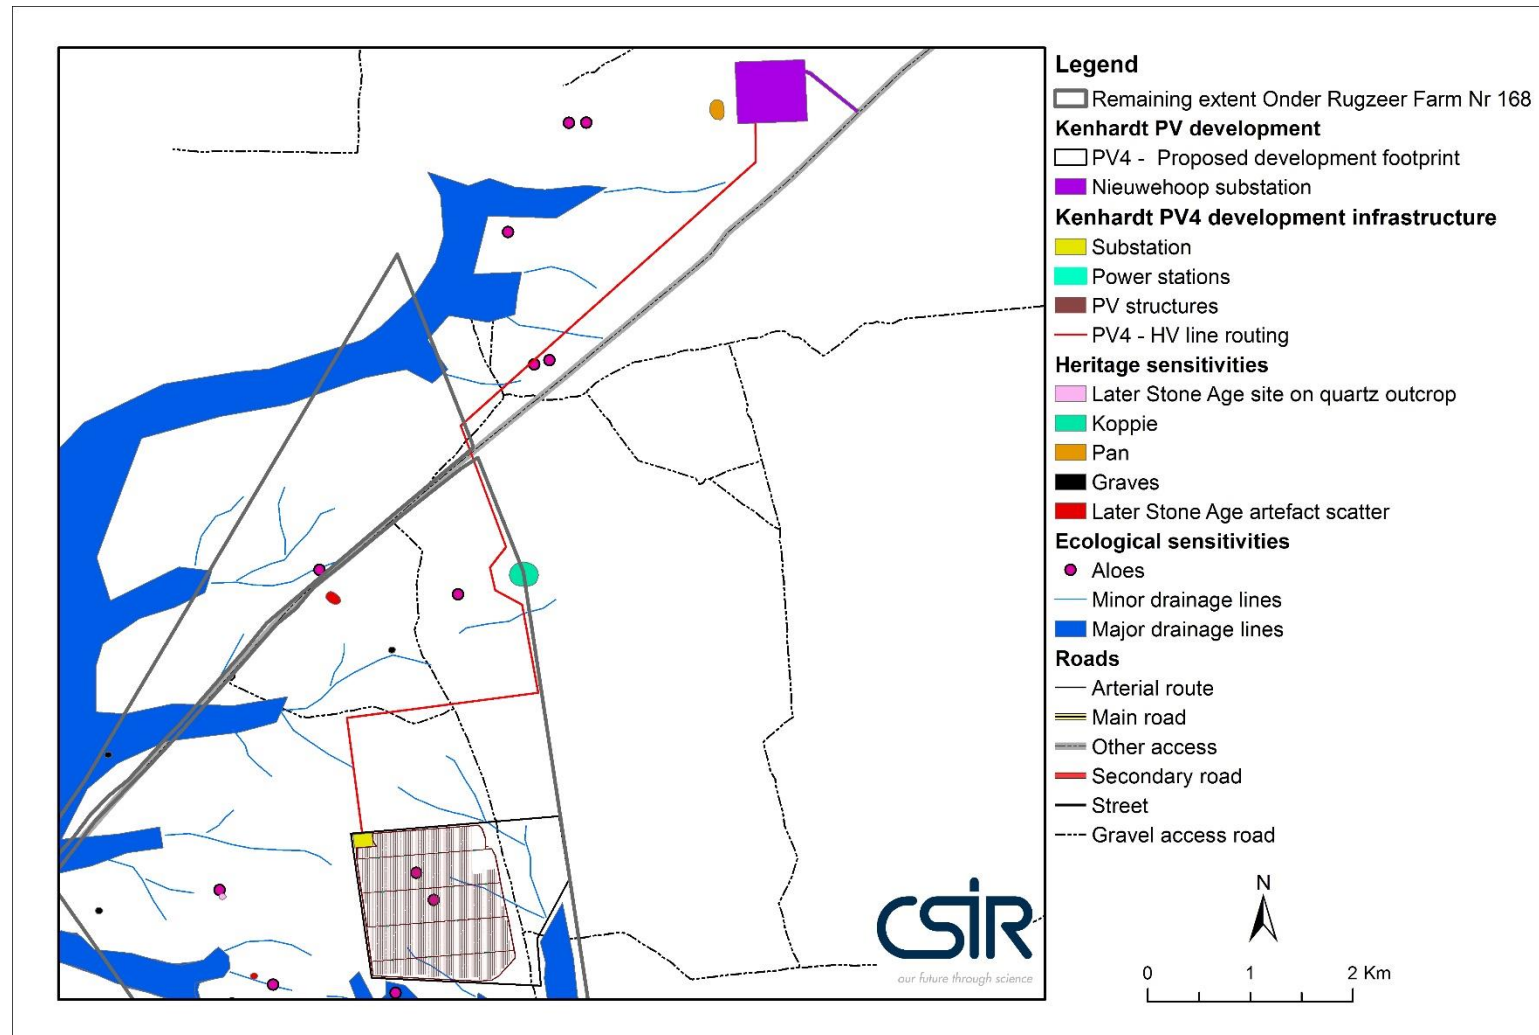 Legend
Remaining extent Onder Rugzeer Farm Nr 168
Kenhardt PV development
PV4 -  Proposed development footprint
Nieuwehoop substation
Kenhardt PV4 development infrastructure
Substation
Power stations
PV structures
PV4 - HV line routing
Heritage sensitivities
Later Stone Age site on quartz outcrop
Koppie
Pan
Graves
Later Stone Age artefact scatter
Ecological sensitivities
Aloes
Minor drainage lines
Major drainage lines
Roads
Arterial route
Main road
Other access
Secondary road
Street
Gravel access road
CSIR
our future through science
N
0 1 2 Km